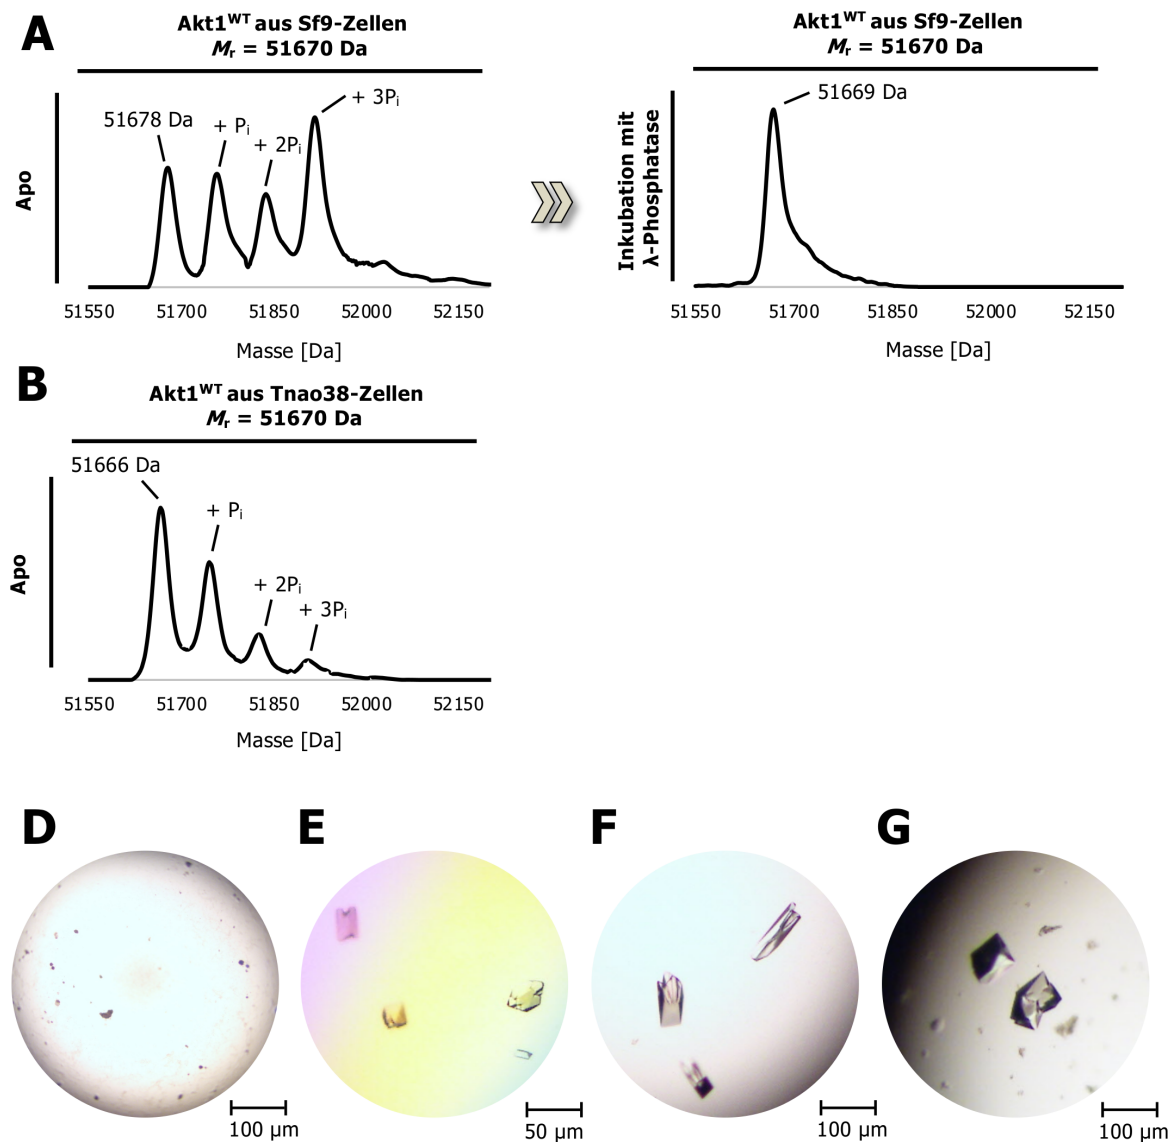 A
Akt1WT aus Sf9-Zellen
Mr = 51670 Da
Apo
51678 Da
+ Pi
+ 2Pi
+ 3Pi
51550 51700 51850 52000 52150
Masse [Da]
Akt1WT aus Sf9-Zellen
Mr = 51670 Da
Inkubation mit
λ-Phosphatase
51669 Da
51550 51700 51850 52000 52150
Masse [Da]
B
Akt1WT aus Tnao38-Zellen
Mr = 51670 Da
Apo
51666 Da
+ Pi
+ 2Pi
+ 3Pi
51550 51700 51850 52000 52150
Masse [Da]
D
E
F
G
100 µm
50 µm
100 µm
100 µm